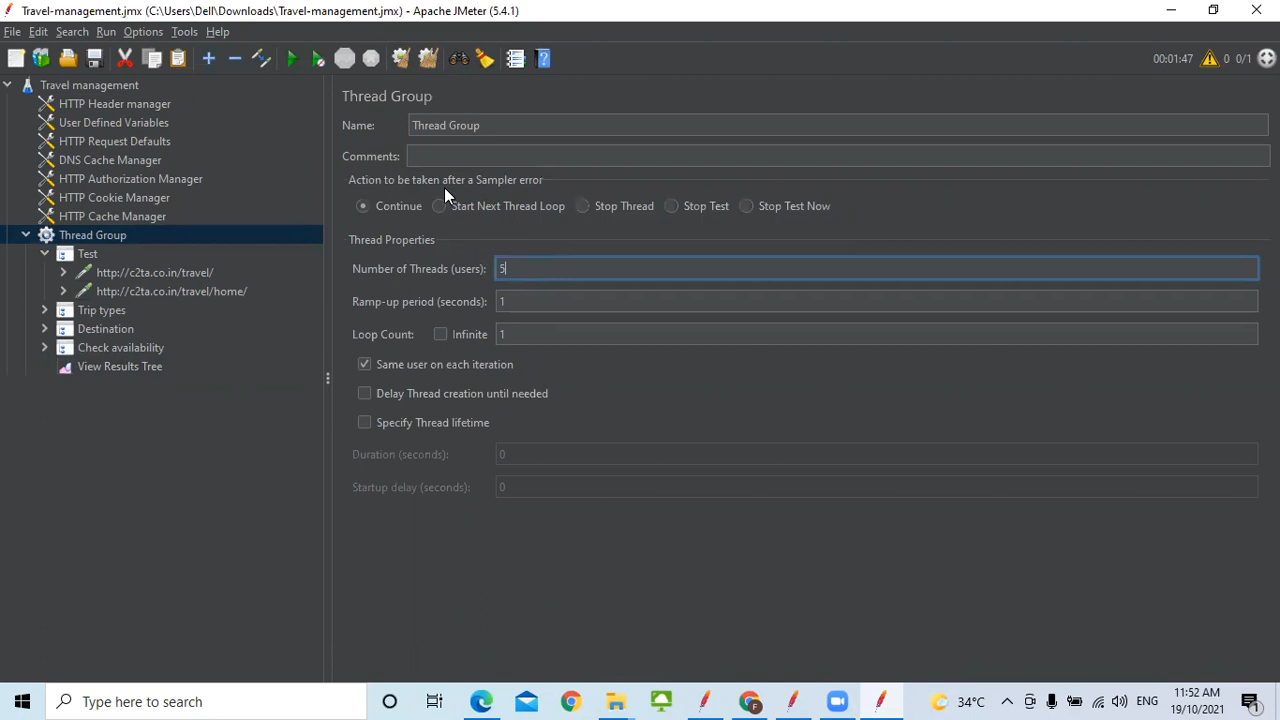 Travel-management.jmx (C:\Users\Dell\Downloads\Travel-management.jmx) - Apache JMeter (5.4.1)
File Edit Search Run Options Tools Help
00:01:47 0 0/1
Travel management
HTTP Header manager
User Defined Variables
HTTP Request Defaults
DNS Cache Manager
HTTP Authorization Manager
HTTP Cookie Manager
HTTP Cache Manager
Thread Group
Test
http://c2ta.co.in/travel/
http://c2ta.co.in/travel/home/
Trip types
Destination
Check availability
View Results Tree
Thread Group
Name: Thread Group
Comments:
Action to be taken after a Sampler error
Continue Start Next Thread Loop Stop Thread Stop Test Stop Test Now
Thread Properties
Number of Threads (users): 5
Ramp-up period (seconds): 1
Loop Count: Infinite 1
Same user on each iteration
Delay Thread creation until needed
Specify Thread lifetime
Duration (seconds): 0
Startup delay (seconds): 0
Type here to search
34°C
ENG
11:52 AM
19/10/2021
1